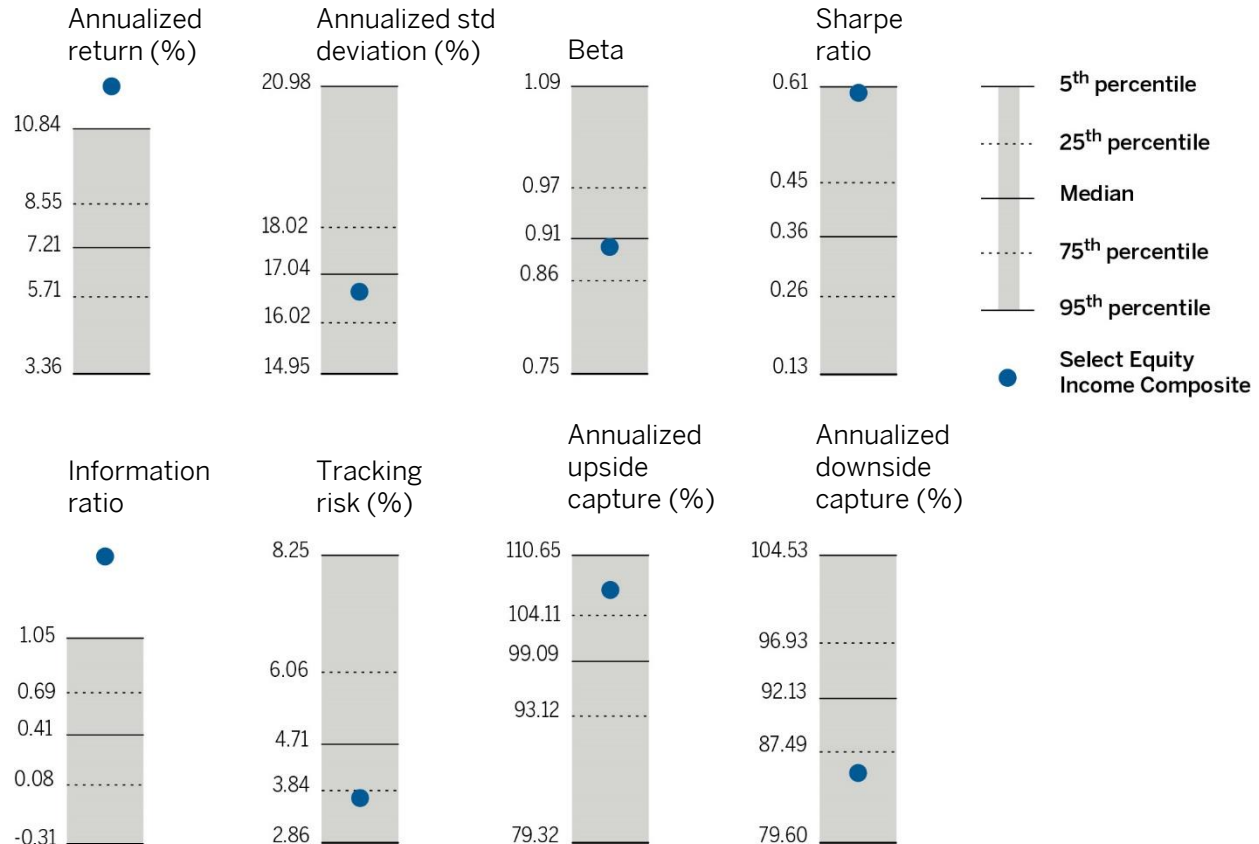 Annualized
return (%)
10.84
8.55
7.21
5.71
3.36
Annualized std
deviation (%)
20.98
18.02
17.04
16.02
14.95
Beta
1.09
0.97
0.91
0.86
0.75
Sharpe
ratio
0.61
0.45
0.36
0.26
0.13
5th percentile
25th percentile
Median
75th percentile
95th percentile
Select Equity
Income Composite
Information
ratio
1.05
0.69
0.41
0.08
-0.31
Tracking
risk (%)
8.25
6.06
4.71
3.84
2.86
Annualized
upside
capture (%)
110.65
104.11
99.09
93.12
79.32
Annualized
downside
capture (%)
104.53
96.93
92.13
87.49
79.60